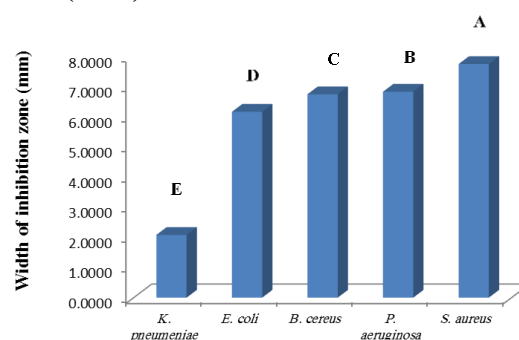 A
B
C
D
E
Width of inhibition zone (mm)
8.0000
7.0000
6.0000
5.0000
4.0000
3.0000
2.0000
1.0000
0.0000
K. pneumeniae
E. coli
B. cereus
P. aeruginosa
S. aureus